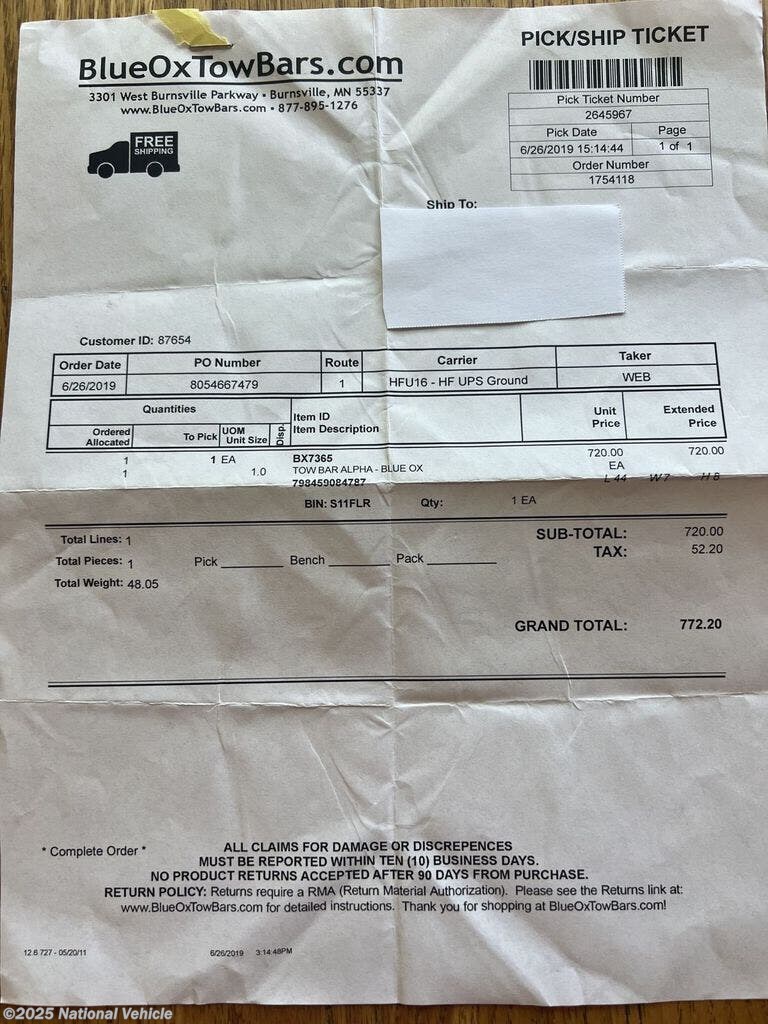 BlueOxTowBars.com
3301 West Burnsville Parkway • Burnsville, MN 55337
www.BlueOxTowBars.com • 877-895-1276
FREE
SHIPPING
PICK/SHIP TICKET
Pick Ticket Number
2645967
Pick Date Page
6/26/2019 15:14:44 1 of 1
Order Number
1754118
Ship To:
Customer ID: 87654
Order Date PO Number Route Carrier Taker
6/26/2019 8054667479 1 HFU16 - HF UPS Ground WEB
Quantities
Ordered
Allocated
To Pick
UOM
Unit Size
Disp.
Item ID
Item Description
Unit
Price
Extended
Price
1 1 EA BX7365 720.00 720.00
1 1.0 TOW BAR ALPHA - BLUE OX EA
798459084787 L 44 W 7 H 8
BIN: S11FLR Qty: 1 EA
Total Lines: 1 SUB-TOTAL: 720.00
Total Pieces: 1 Pick Bench Pack TAX: 52.20
Total Weight: 48.05
GRAND TOTAL: 772.20
* Complete Order *
ALL CLAIMS FOR DAMAGE OR DISCREPENCES
MUST BE REPORTED WITHIN TEN (10) BUSINESS DAYS.
NO PRODUCT RETURNS ACCEPTED AFTER 90 DAYS FROM PURCHASE.
RETURN POLICY: Returns require a RMA (Return Material Authorization). Please see the Returns link at:
www.BlueOxTowBars.com for detailed instructions. Thank you for shopping at BlueOxTowBars.com!
12.6 727 - 05/20/11 6/26/2019 3:14:48PM
©2025 National Vehicle